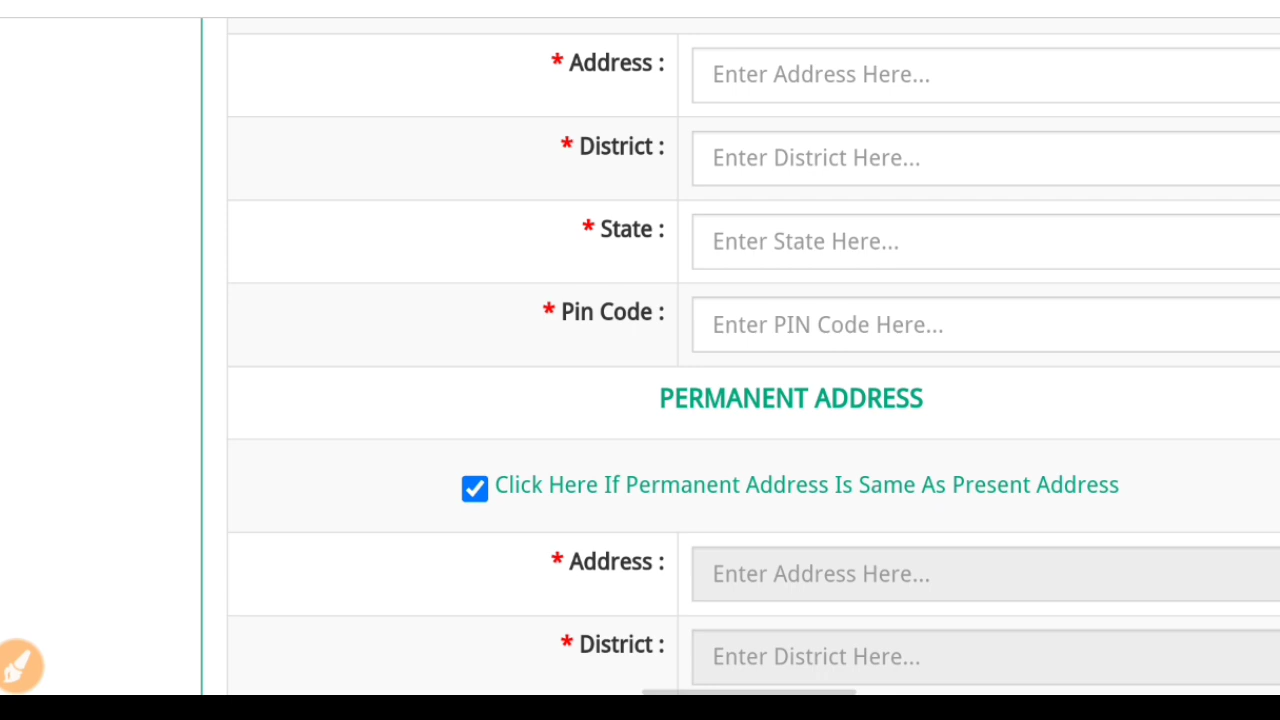 * Address :
Enter Address Here...
* District :
Enter District Here...
* State :
Enter State Here...
* Pin Code :
Enter PIN Code Here...
PERMANENT ADDRESS
Click Here If Permanent Address Is Same As Present Address
* Address :
Enter Address Here...
* District :
Enter District Here...